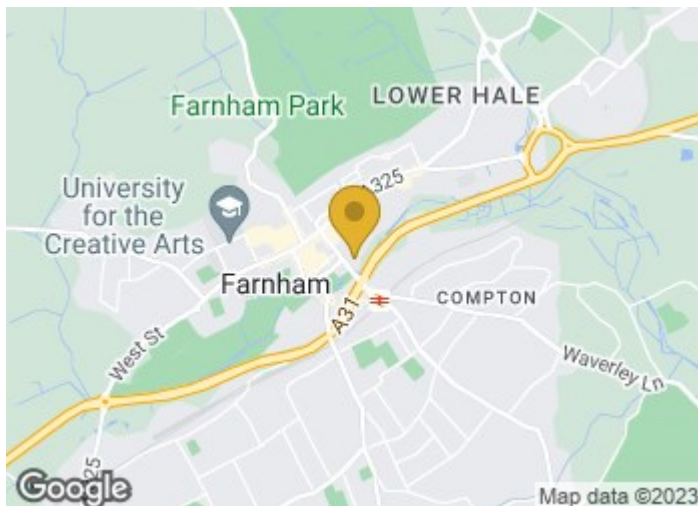 LOWER HALE
Farnham Park
A325
University
for the
Creative Arts
Farnham
COMPTON
A31
West St
Waverley Ln
25
Google
Map data ©2023